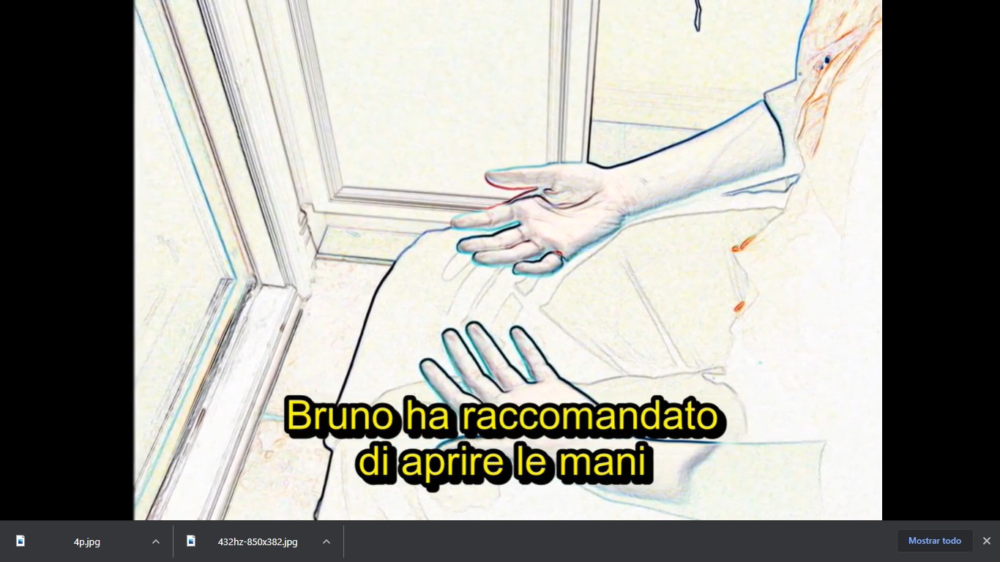 Bruno ha raccomandato
di aprire le mani
4p.jpg
432hz-850x382.jpg
Mostrar todo